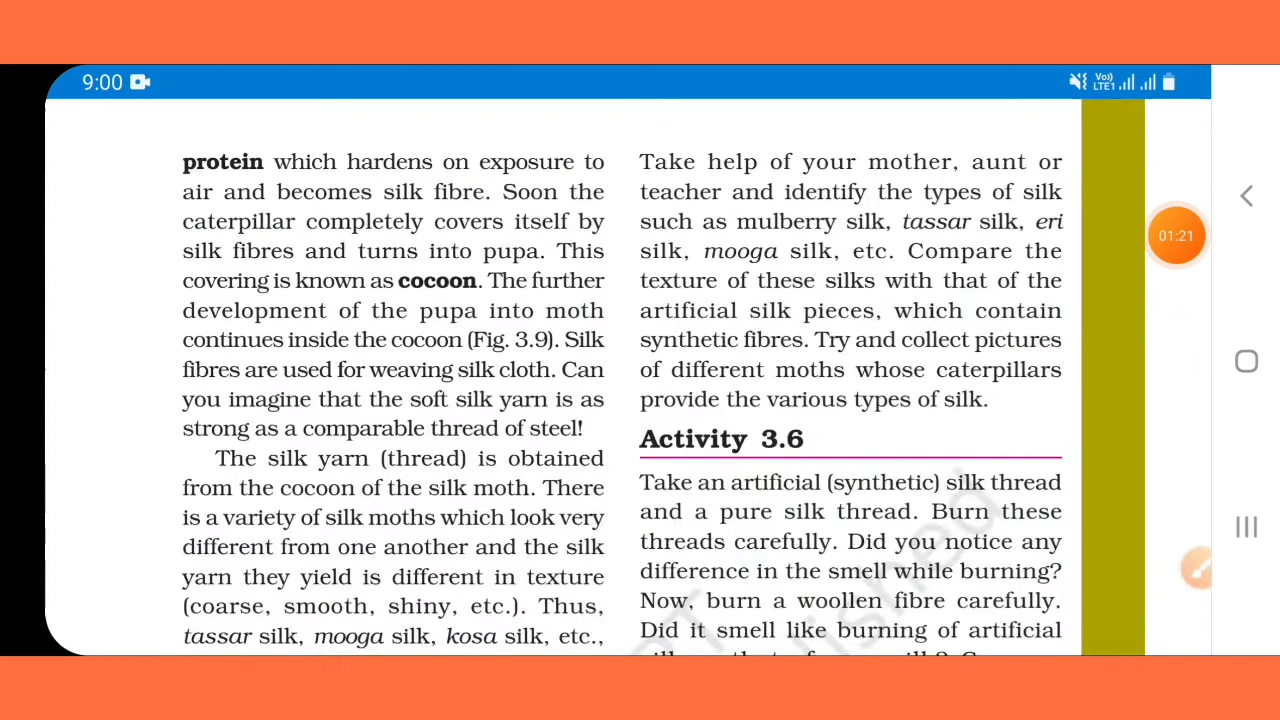 9:00
Vo))
LTE1
protein which hardens on exposure to
air and becomes silk fibre. Soon the
caterpillar completely covers itself by
silk fibres and turns into pupa. This
covering is known as cocoon. The further
development of the pupa into moth
continues inside the cocoon (Fig. 3.9). Silk
fibres are used for weaving silk cloth. Can
you imagine that the soft silk yarn is as
strong as a comparable thread of steel!
The silk yarn (thread) is obtained
from the cocoon of the silk moth. There
is a variety of silk moths which look very
different from one another and the silk
yarn they yield is different in texture
(coarse, smooth, shiny, etc.). Thus,
tassar silk, mooga silk, kosa silk, etc.,
Take help of your mother, aunt or
teacher and identify the types of silk
such as mulberry silk, tassar silk, eri
silk, mooga silk, etc. Compare the
texture of these silks with that of the
artificial silk pieces, which contain
synthetic fibres. Try and collect pictures
of different moths whose caterpillars
provide the various types of silk.
Activity 3.6
Take an artificial (synthetic) silk thread
and a pure silk thread. Burn these
threads carefully. Did you notice any
difference in the smell while burning?
Now, burn a woollen fibre carefully.
Did it smell like burning of artificial
01:21